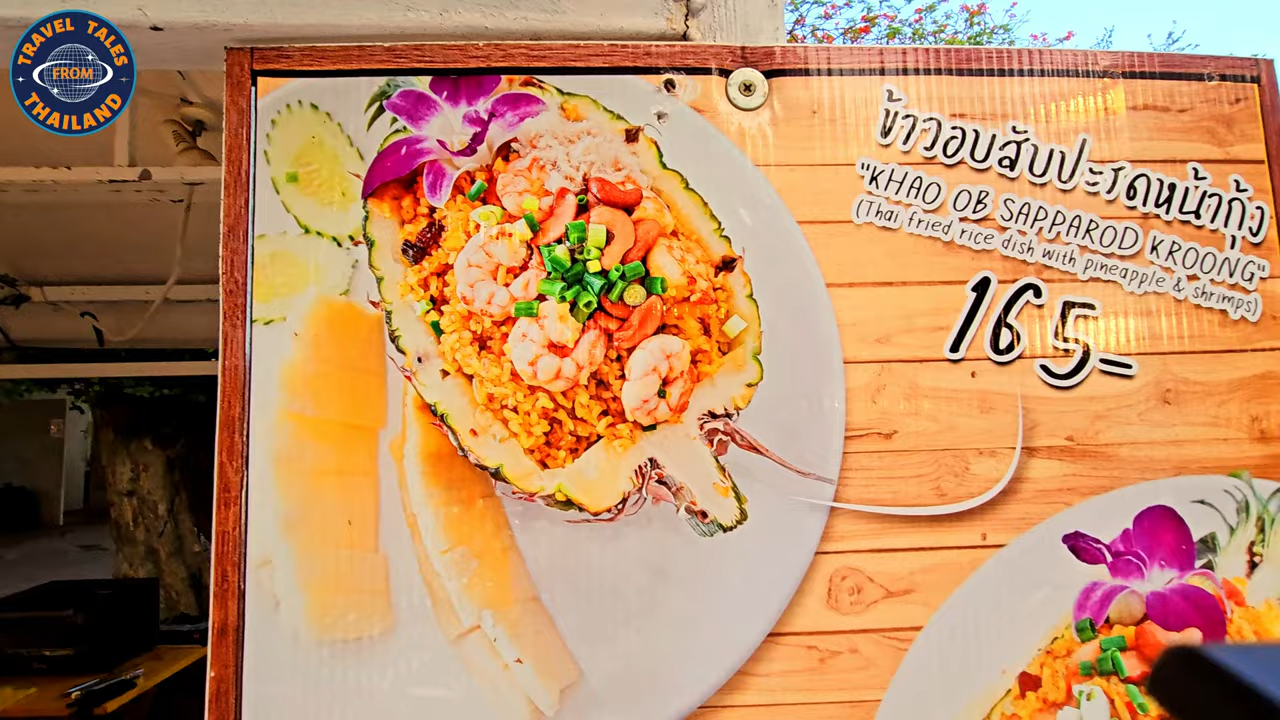 TRAVEL TALES
FROM
THAILAND
ข้าวอบสับปะรดหน้ากุ้ง
"KHAO OB SAPPAROD KROONG"
(Thai fried rice dish with pineapple & shrimps)
165-